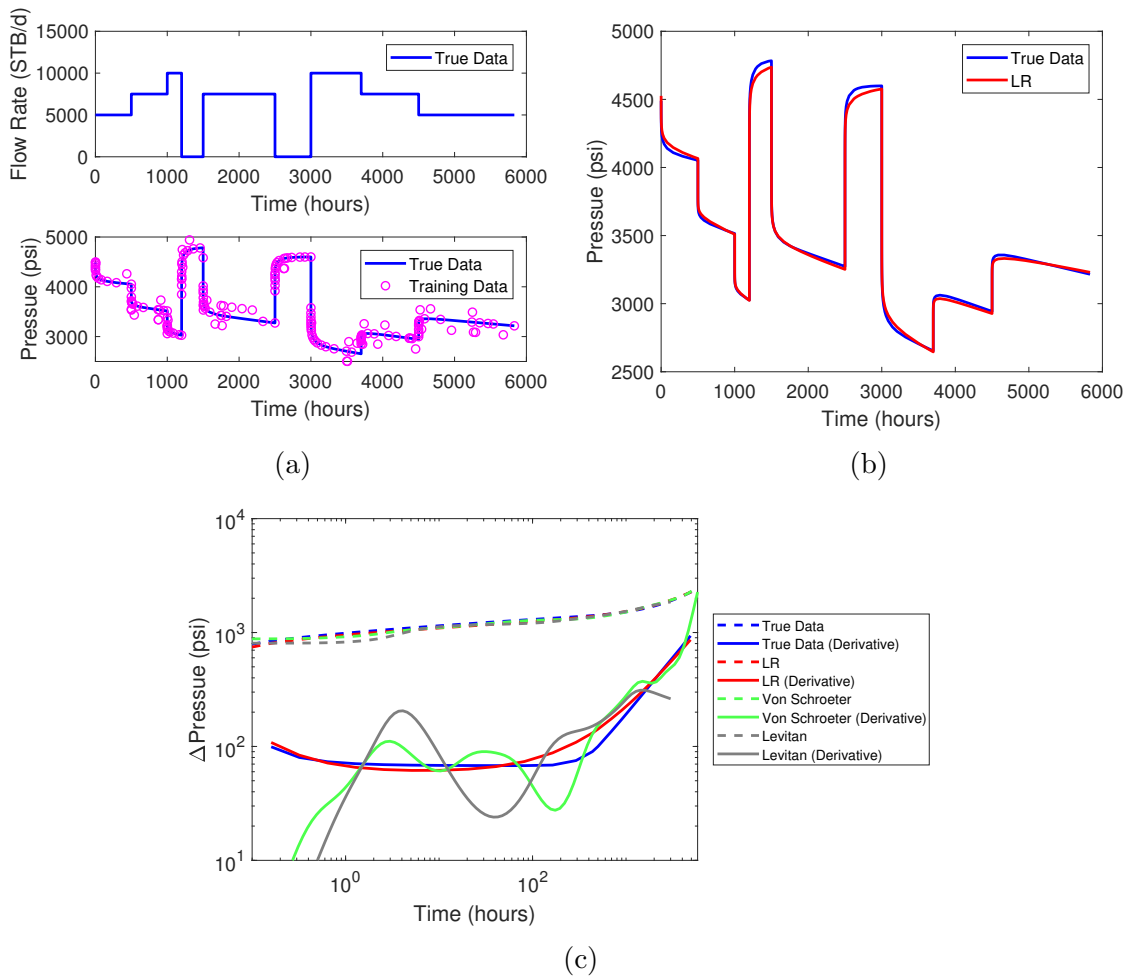 Flow Rate (STB/d)
15000
10000
5000
0
True Data
0 1000 2000 3000 4000 5000 6000
Time (hours)
Pressue (psi)
5000
4000
3000
True Data
Training Data
0 1000 2000 3000 4000 5000 6000
Time (hours)
(a)
Pressue (psi)
5000
4500
4000
3500
3000
2500
True Data
LR
0 1000 2000 3000 4000 5000 6000
Time (hours)
(b)
Δ Pressue (psi)
10^4
10^3
10^2
10^1
10^0 10^2
Time (hours)
True Data
True Data (Derivative)
LR
LR (Derivative)
Von Schroeter
Von Schroeter (Derivative)
Levitan
Levitan (Derivative)
(c)